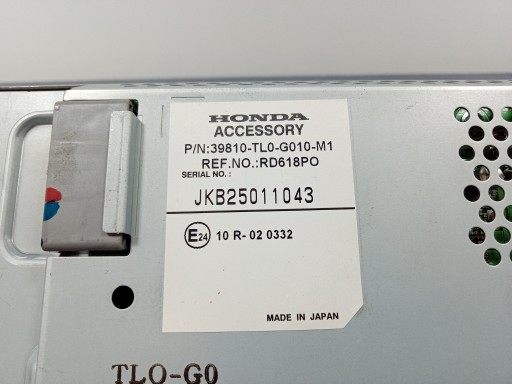 HONDA
ACCESSORY
P/N:39810-TL0-G010-M1
REF.NO.:RD618PO
SERIAL NO. :
JKB25011043
E24 10 R-02 0332
MADE IN JAPAN
TLO-G0